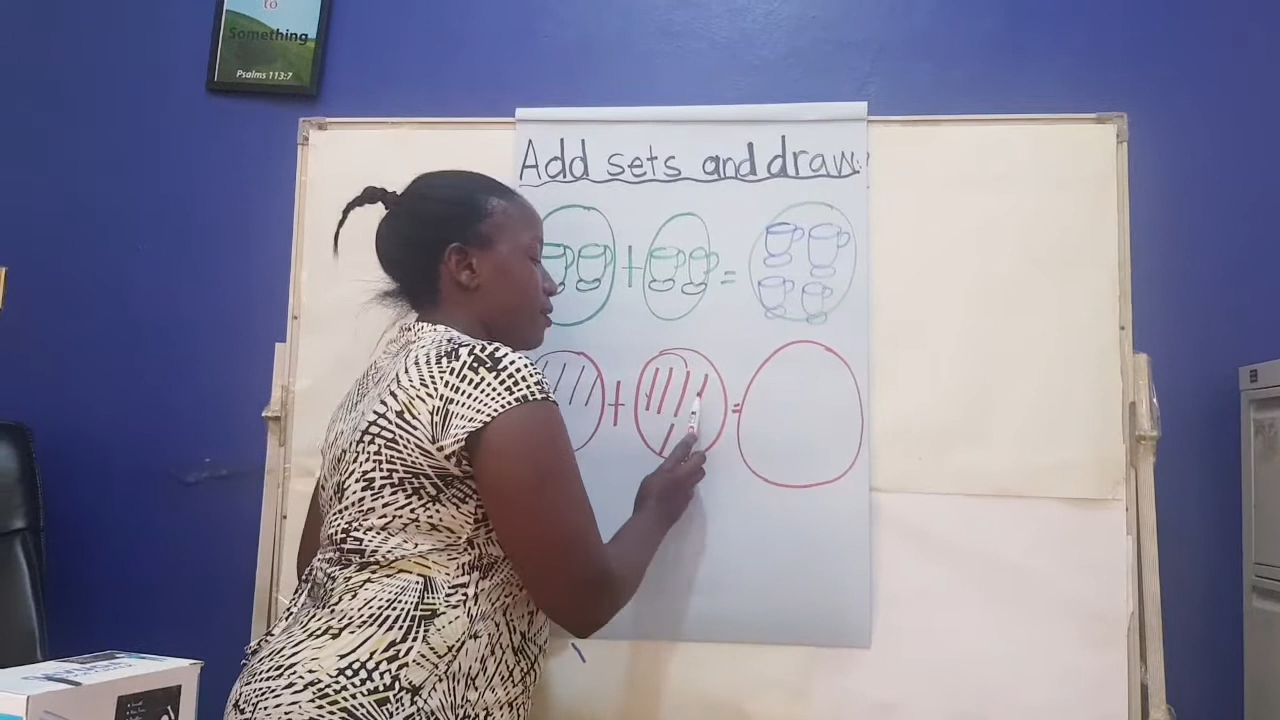 to
Something
Psalms 113:7
Add sets and draw.
+ =
+ =